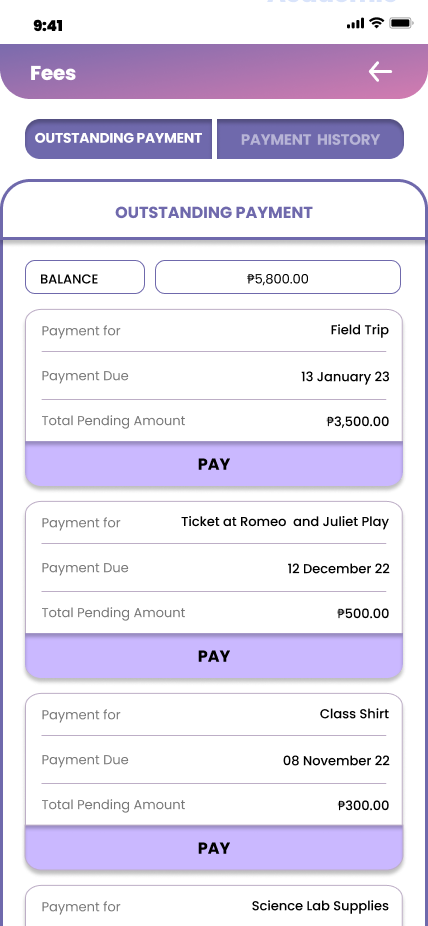 Academic
9:41
Fees
OUTSTANDING PAYMENT
PAYMENT HISTORY
OUTSTANDING PAYMENT
BALANCE
₱5,800.00
Payment for Field Trip
Payment Due 13 January 23
Total Pending Amount ₱3,500.00
PAY
Payment for Ticket at Romeo and Juliet Play
Payment Due 12 December 22
Total Pending Amount ₱500.00
PAY
Payment for Class Shirt
Payment Due 08 November 22
Total Pending Amount ₱300.00
PAY
Payment for Science Lab Supplies